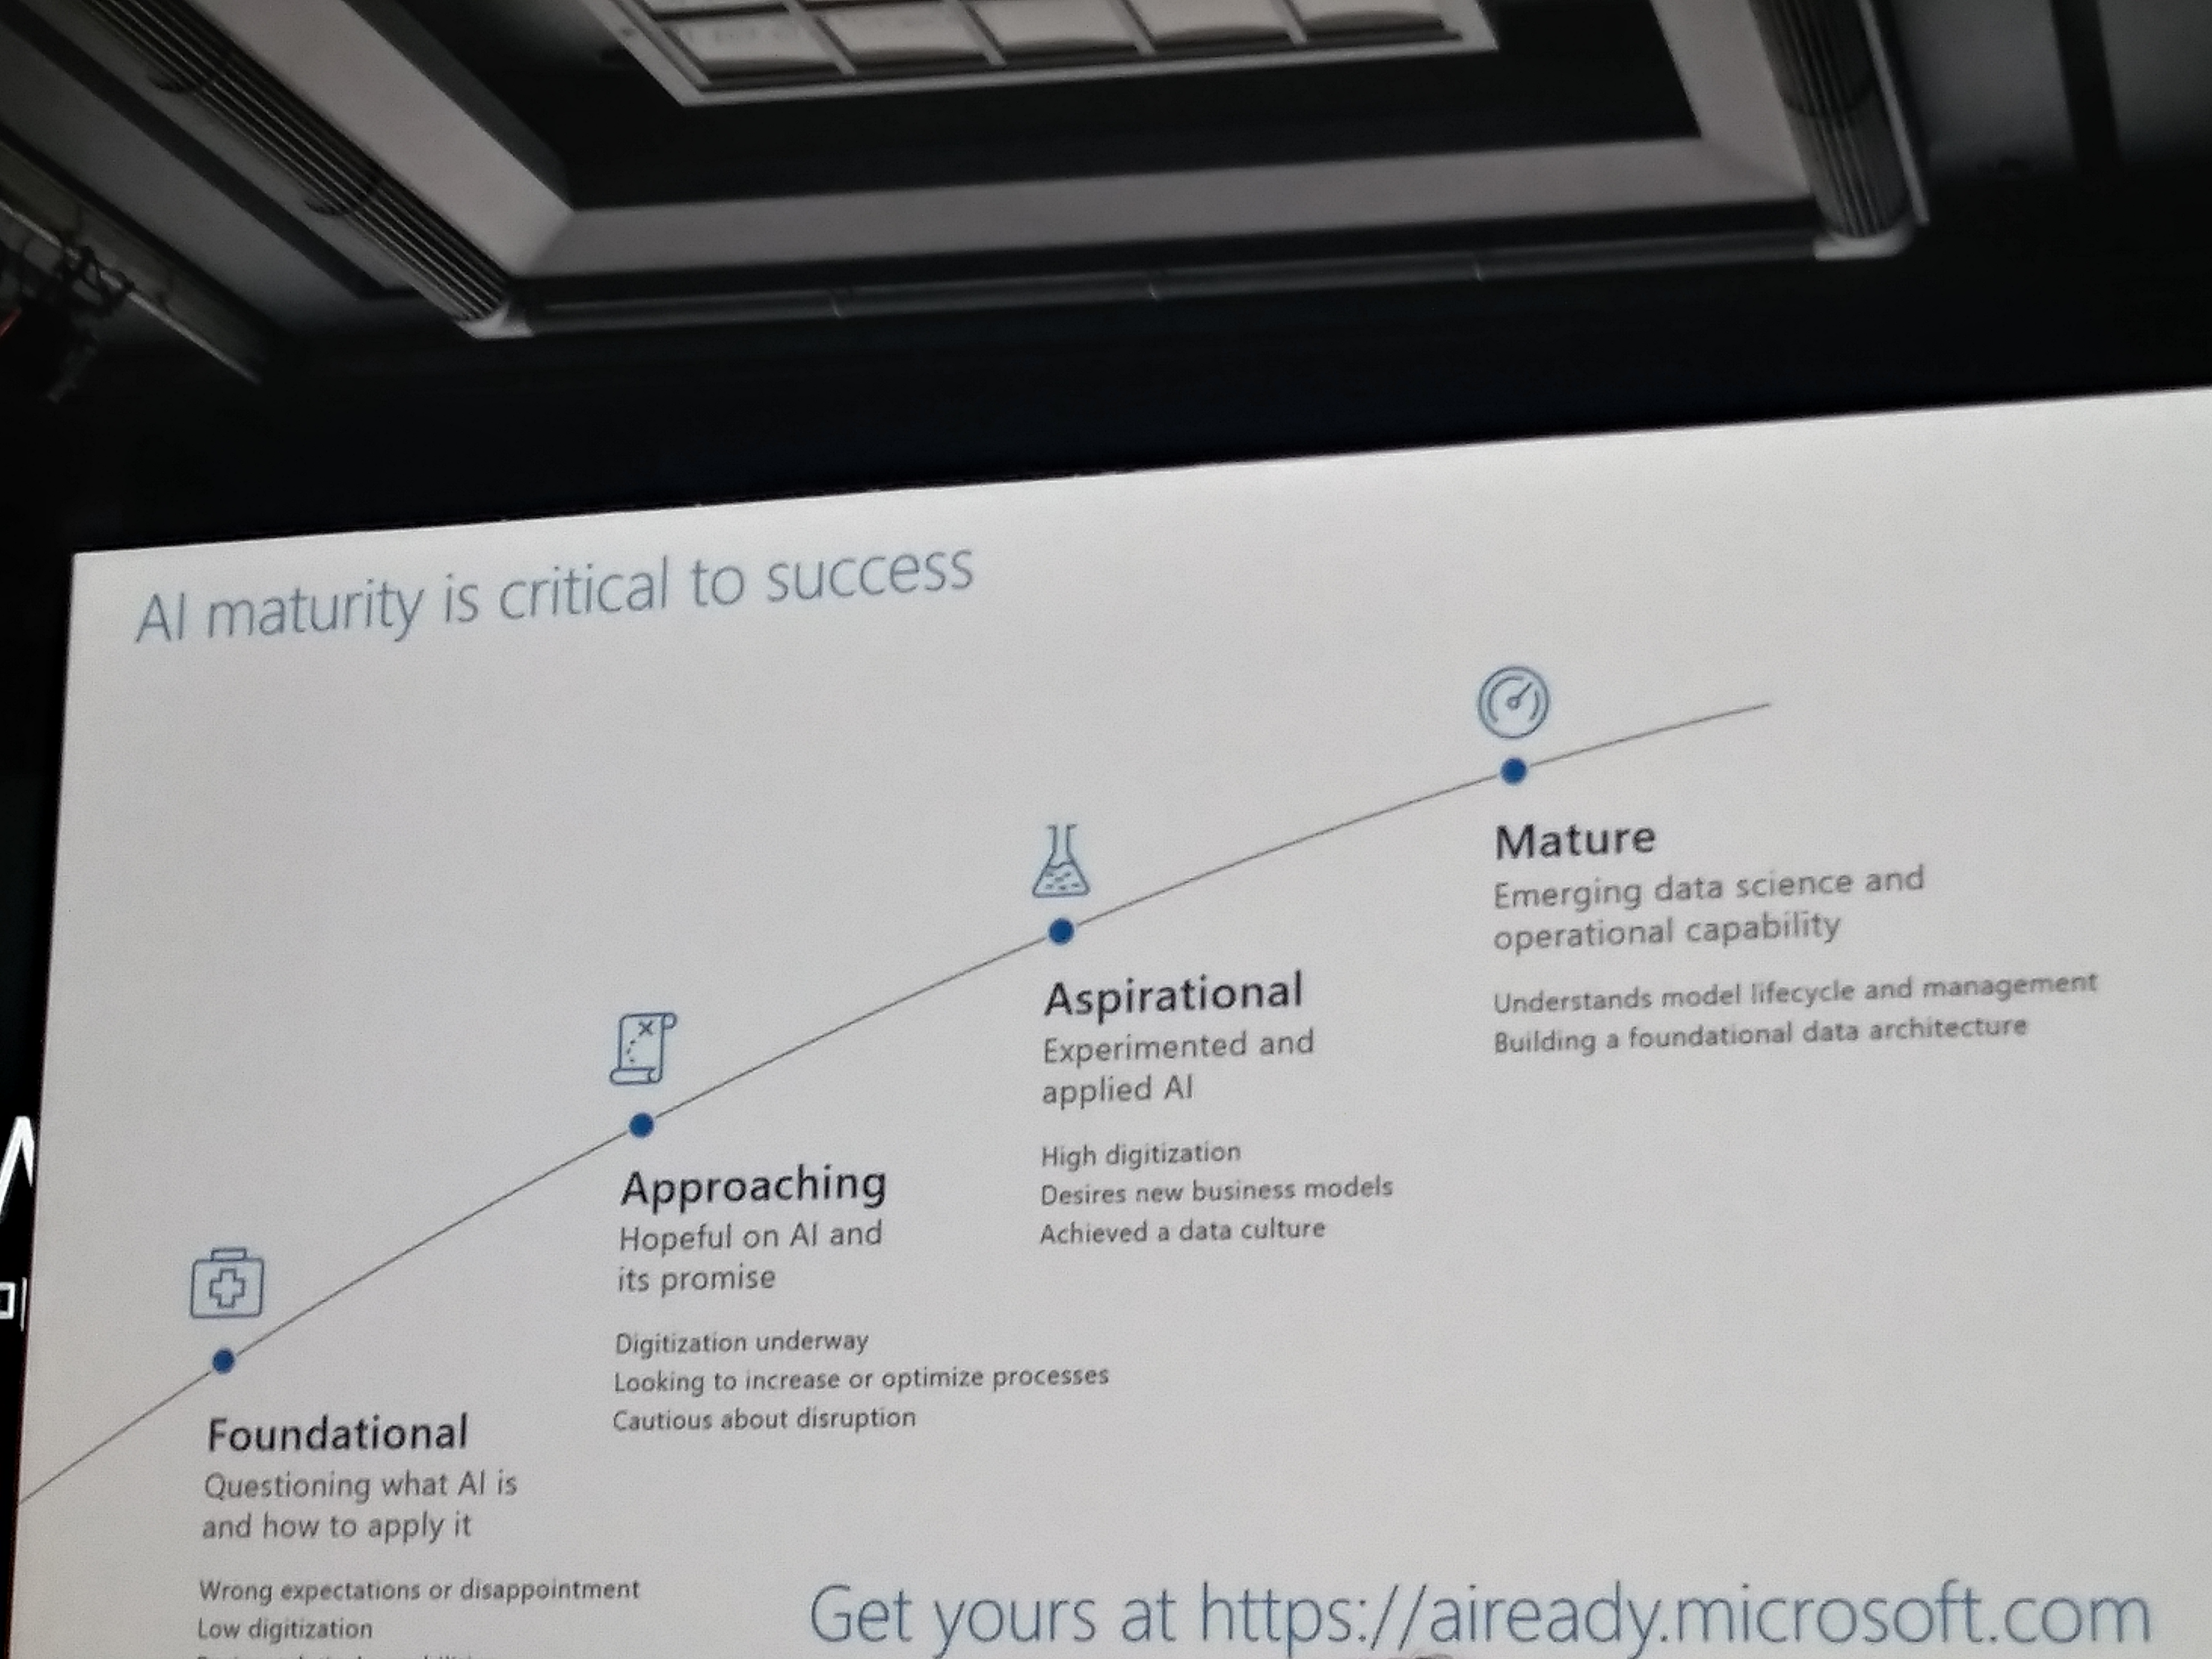 AI maturity is critical to success
Mature
Emerging data science and
operational capability
Understands model lifecycle and management
Building a foundational data architecture
Aspirational
Experimented and
applied AI
High digitization
Desires new business models
Achieved a data culture
Approaching
Hopeful on AI and
its promise
Digitization underway
Looking to increase or optimize processes
Cautious about disruption
Foundational
Questioning what AI is
and how to apply it
Wrong expectations or disappointment
Low digitization
Get yours at https://aiready.microsoft.com